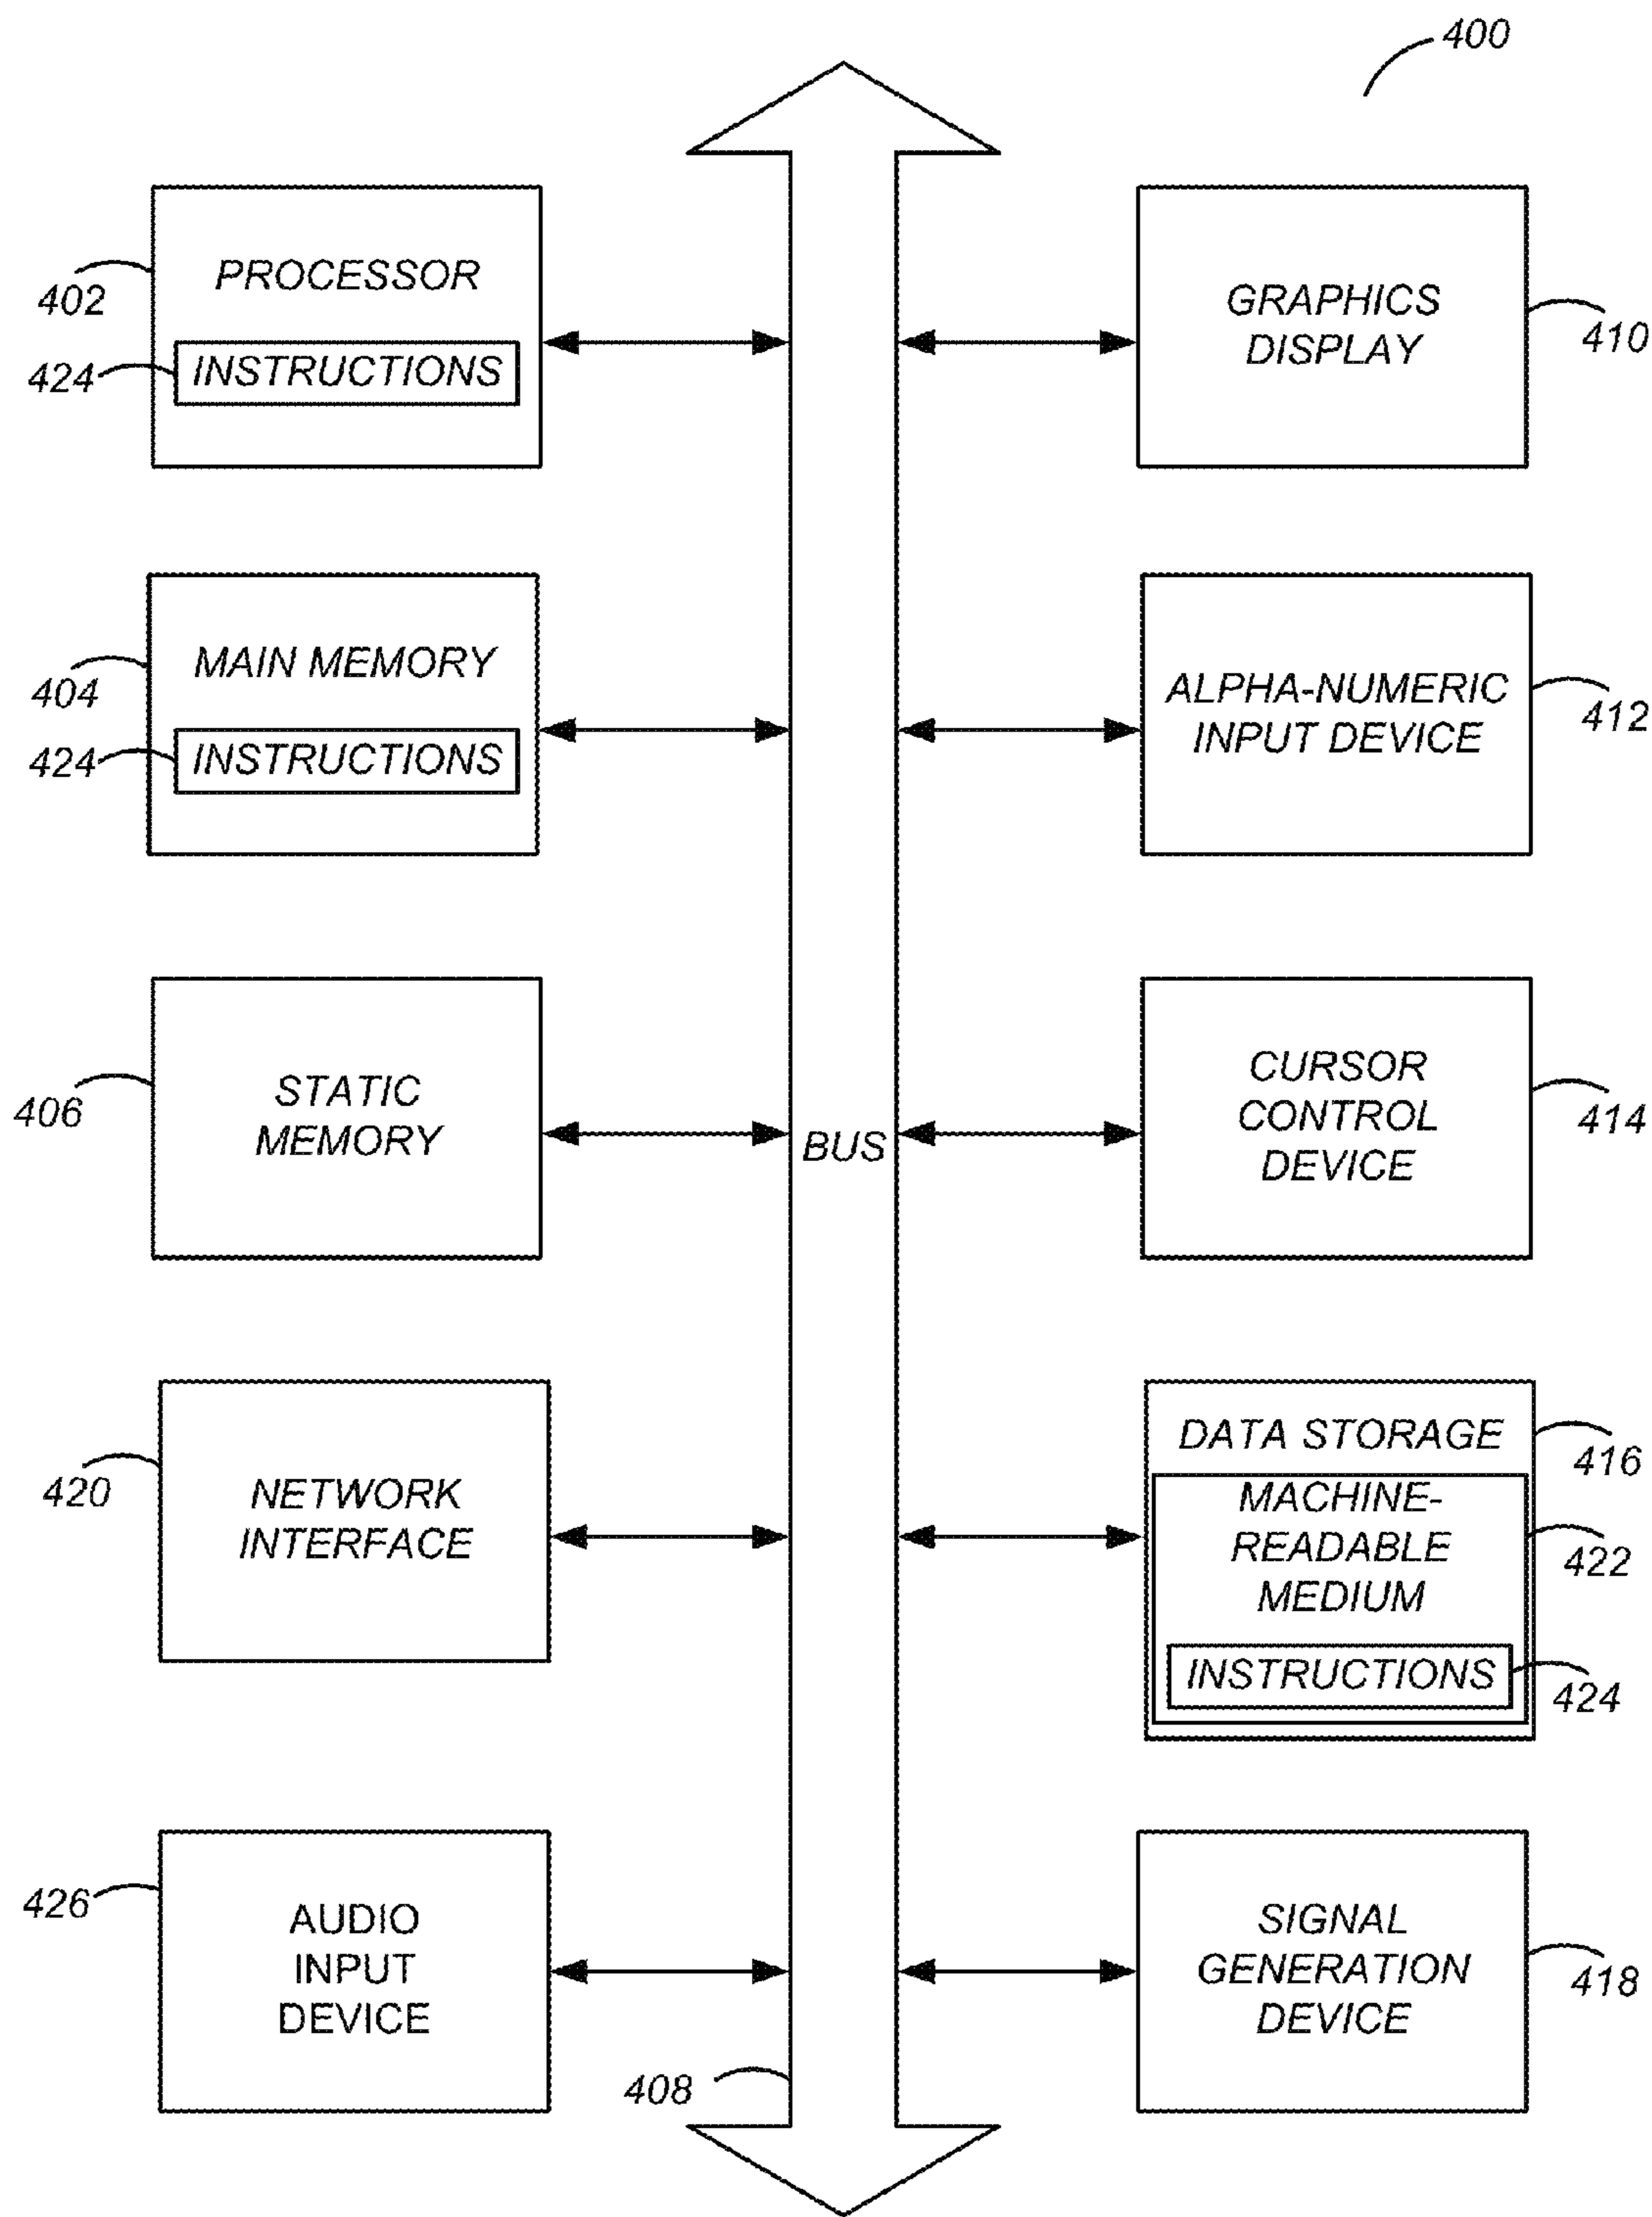 400
PROCESSOR
402
INSTRUCTIONS
424
GRAPHICS
DISPLAY
410
MAIN MEMORY
404
INSTRUCTIONS
424
ALPHA-NUMERIC
INPUT DEVICE
412
STATIC
MEMORY
406
BUS
CURSOR
CONTROL
DEVICE
414
NETWORK
INTERFACE
420
DATA STORAGE
416
MACHINE-
READABLE
MEDIUM
422
INSTRUCTIONS
424
AUDIO
INPUT
DEVICE
426
408
SIGNAL
GENERATION
DEVICE
418